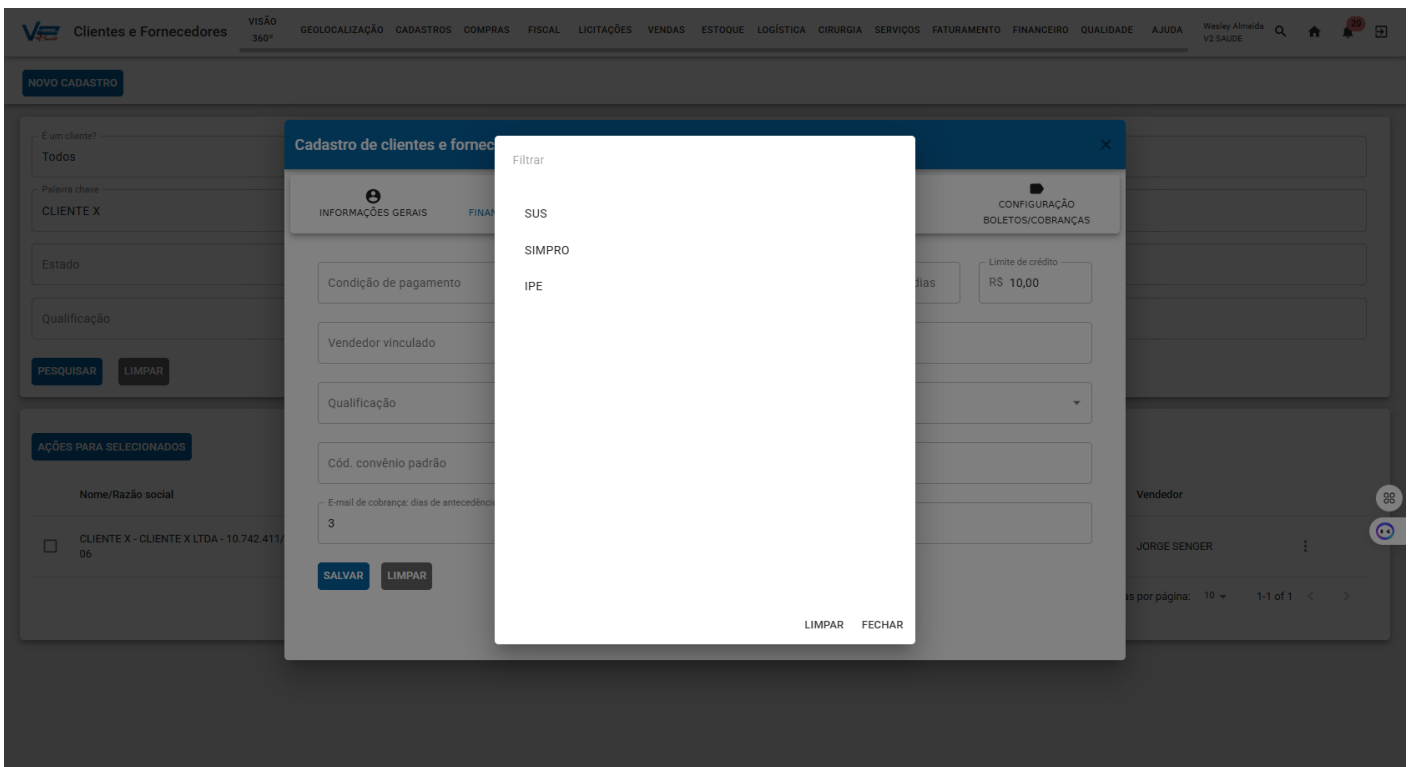 Clientes e Fornecedores
VISÃO
360°
GEOLOCALIZAÇÃO CADASTROS COMPRAS FISCAL LICITAÇÕES VENDAS ESTOQUE LOGÍSTICA CIRURGIA SERVIÇOS FATURAMENTO FINANCEIRO QUALIDADE AJUDA
Wesley Almeida
V2 SAUDE
20
NOVO CADASTRO
É um cliente?
Todos
Palavra chave
CLIENTE X
Estado
Qualificação
PESQUISAR LIMPAR
AÇÕES PARA SELECIONADOS
Nome/Razão social
Vendedor
CLIENTE X - CLIENTE X LTDA - 10.742.411/
06
JORGE SENGER
as por página: 10 1-1 of 1
Cadastro de clientes e fornec
INFORMAÇÕES GERAIS
FINAN
CONFIGURAÇÃO
BOLETOS/COBRANÇAS
Condição de pagamento
dias
Limite de crédito
R$ 10,00
Vendedor vinculado
Qualificação
Cód. convênio padrão
E-mail de cobrança: dias de antecedência
3
SALVAR LIMPAR
Filtrar
SUS
SIMPRO
IPE
LIMPAR FECHAR